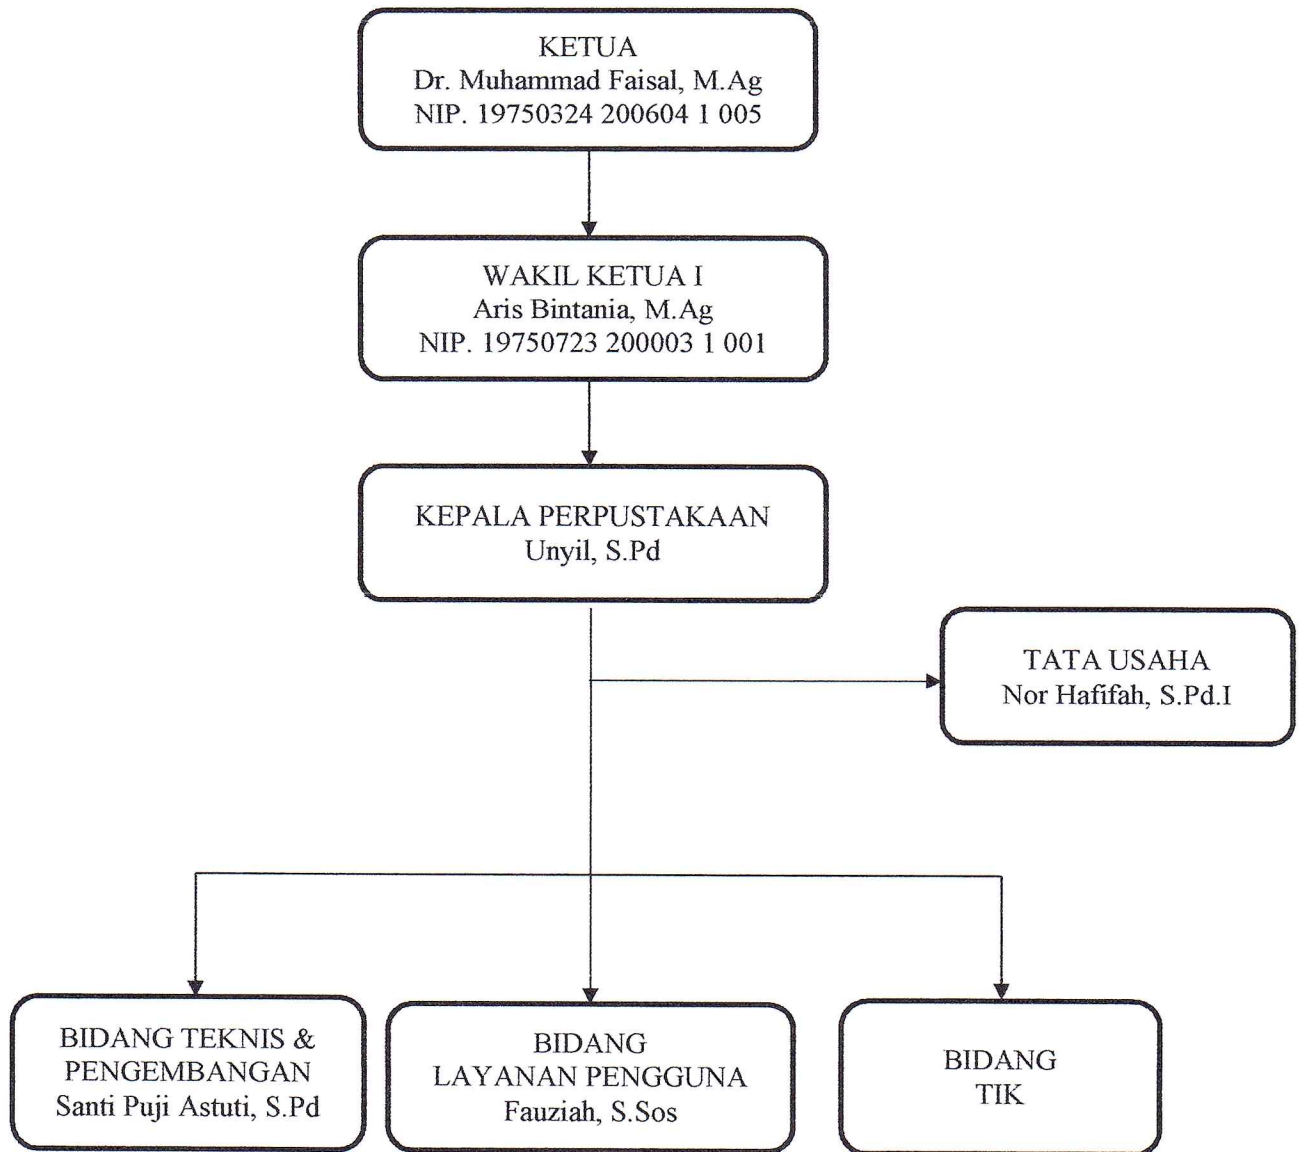 KETUA
Dr. Muhammad Faisal, M.Ag
NIP. 19750324 200604 1 005
WAKIL KETUA I
Aris Bintania, M.Ag
NIP. 19750723 200003 1 001
KEPALA PERPUSTAKAAN
Unyil, S.Pd
TATA USAHA
Nor Hafifah, S.Pd.I
BIDANG TEKNIS &
PENGEMBANGAN
Santi Puji Astuti, S.Pd
BIDANG
LAYANAN PENGGUNA
Fauziah, S.Sos
BIDANG
TIK